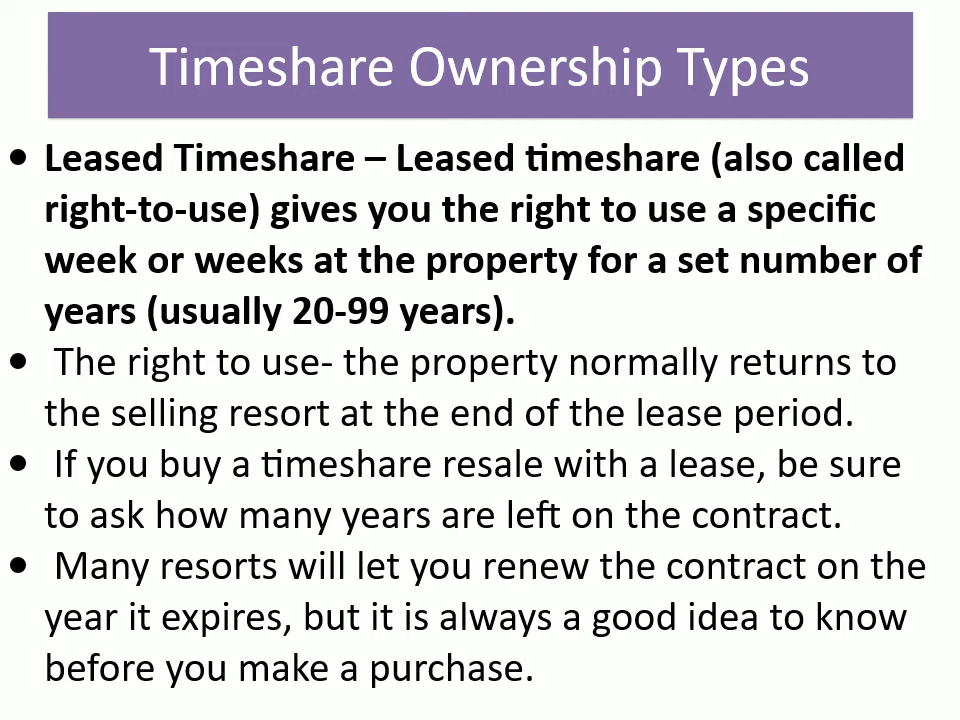 Timeshare Ownership Types
• Leased Timeshare – Leased timeshare (also called
right-to-use) gives you the right to use a specific
week or weeks at the property for a set number of
years (usually 20-99 years).
• The right to use- the property normally returns to
the selling resort at the end of the lease period.
• If you buy a timeshare resale with a lease, be sure
to ask how many years are left on the contract.
• Many resorts will let you renew the contract on the
year it expires, but it is always a good idea to know
before you make a purchase.